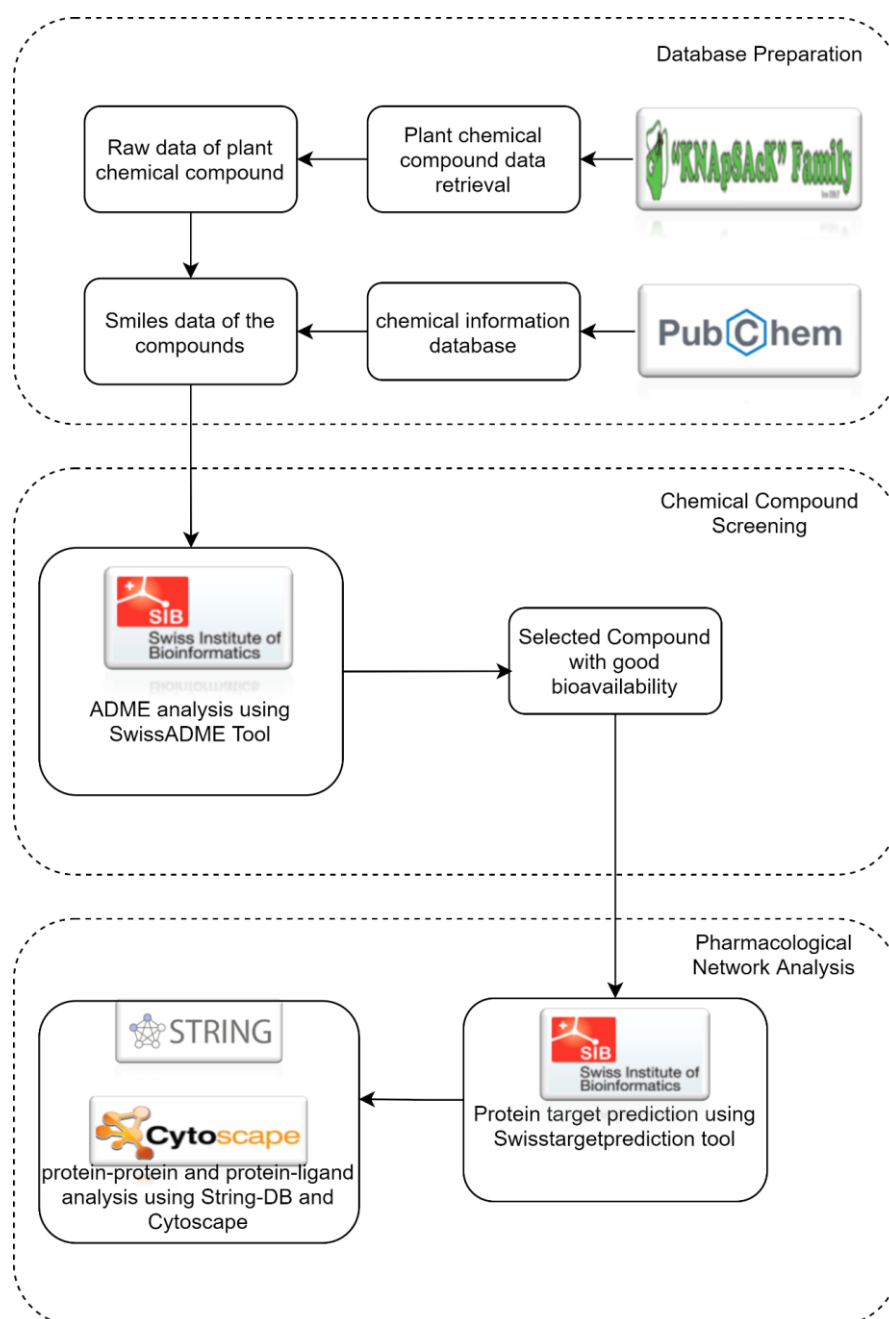 Database Preparation
Raw data of plant
chemical compound
Plant chemical
compound data
retrieval
"KNApSAcK" Family
Smiles data of the
compounds
chemical information
database
PubChem
Chemical Compound
Screening
SIB
Swiss Institute of
Bioinformatics
ADME analysis using
SwissADME Tool
Selected Compound
with good
bioavailability
Pharmacological
Network Analysis
STRING
Cytoscape
protein-protein and protein-ligand
analysis using String-DB and
Cytoscape
SIB
Swiss Institute of
Bioinformatics
Protein target prediction using
Swisstargetprediction tool